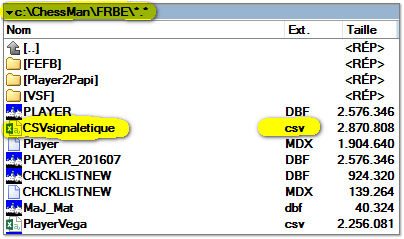 c:\ChessMan\FRBE\*.*
Nom Ext. Taille
[..] <RÉP>
[FEFB] <RÉP>
[Player2Papi] <RÉP>
[VSF] <RÉP>
PLAYER DBF 2.576.346
CSVsignaletique csv 2.870.808
Player MDX 1.904.640
PLAYER_201607 DBF 2.576.346
CHCKLISTNEW DBF 924.320
CHCKLISTNEW MDX 139.264
MaJ_Mat dbf 40.324
PlayerVega csv 2.256.081